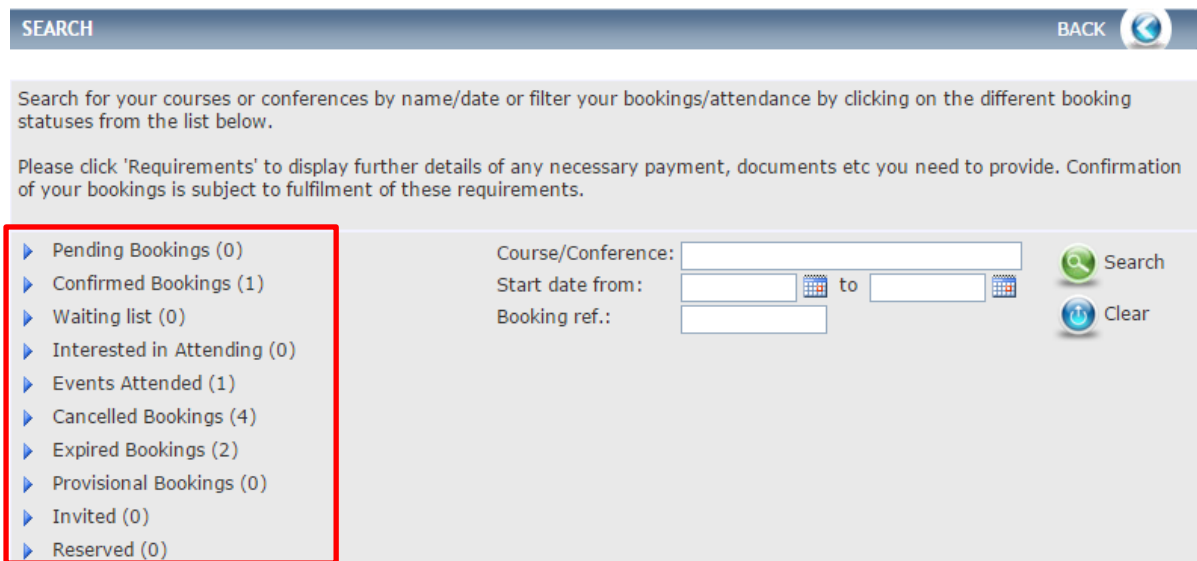 SEARCH
BACK
Search for your courses or conferences by name/date or filter your bookings/attendance by clicking on the different booking
statuses from the list below.
Please click 'Requirements' to display further details of any necessary payment, documents etc you need to provide. Confirmation
of your bookings is subject to fulfilment of these requirements.
Pending Bookings (0)
Confirmed Bookings (1)
Waiting list (0)
Interested in Attending (0)
Events Attended (1)
Cancelled Bookings (4)
Expired Bookings (2)
Provisional Bookings (0)
Invited (0)
Reserved (0)
Course/Conference:
Start date from: to
Booking ref.:
Search
Clear